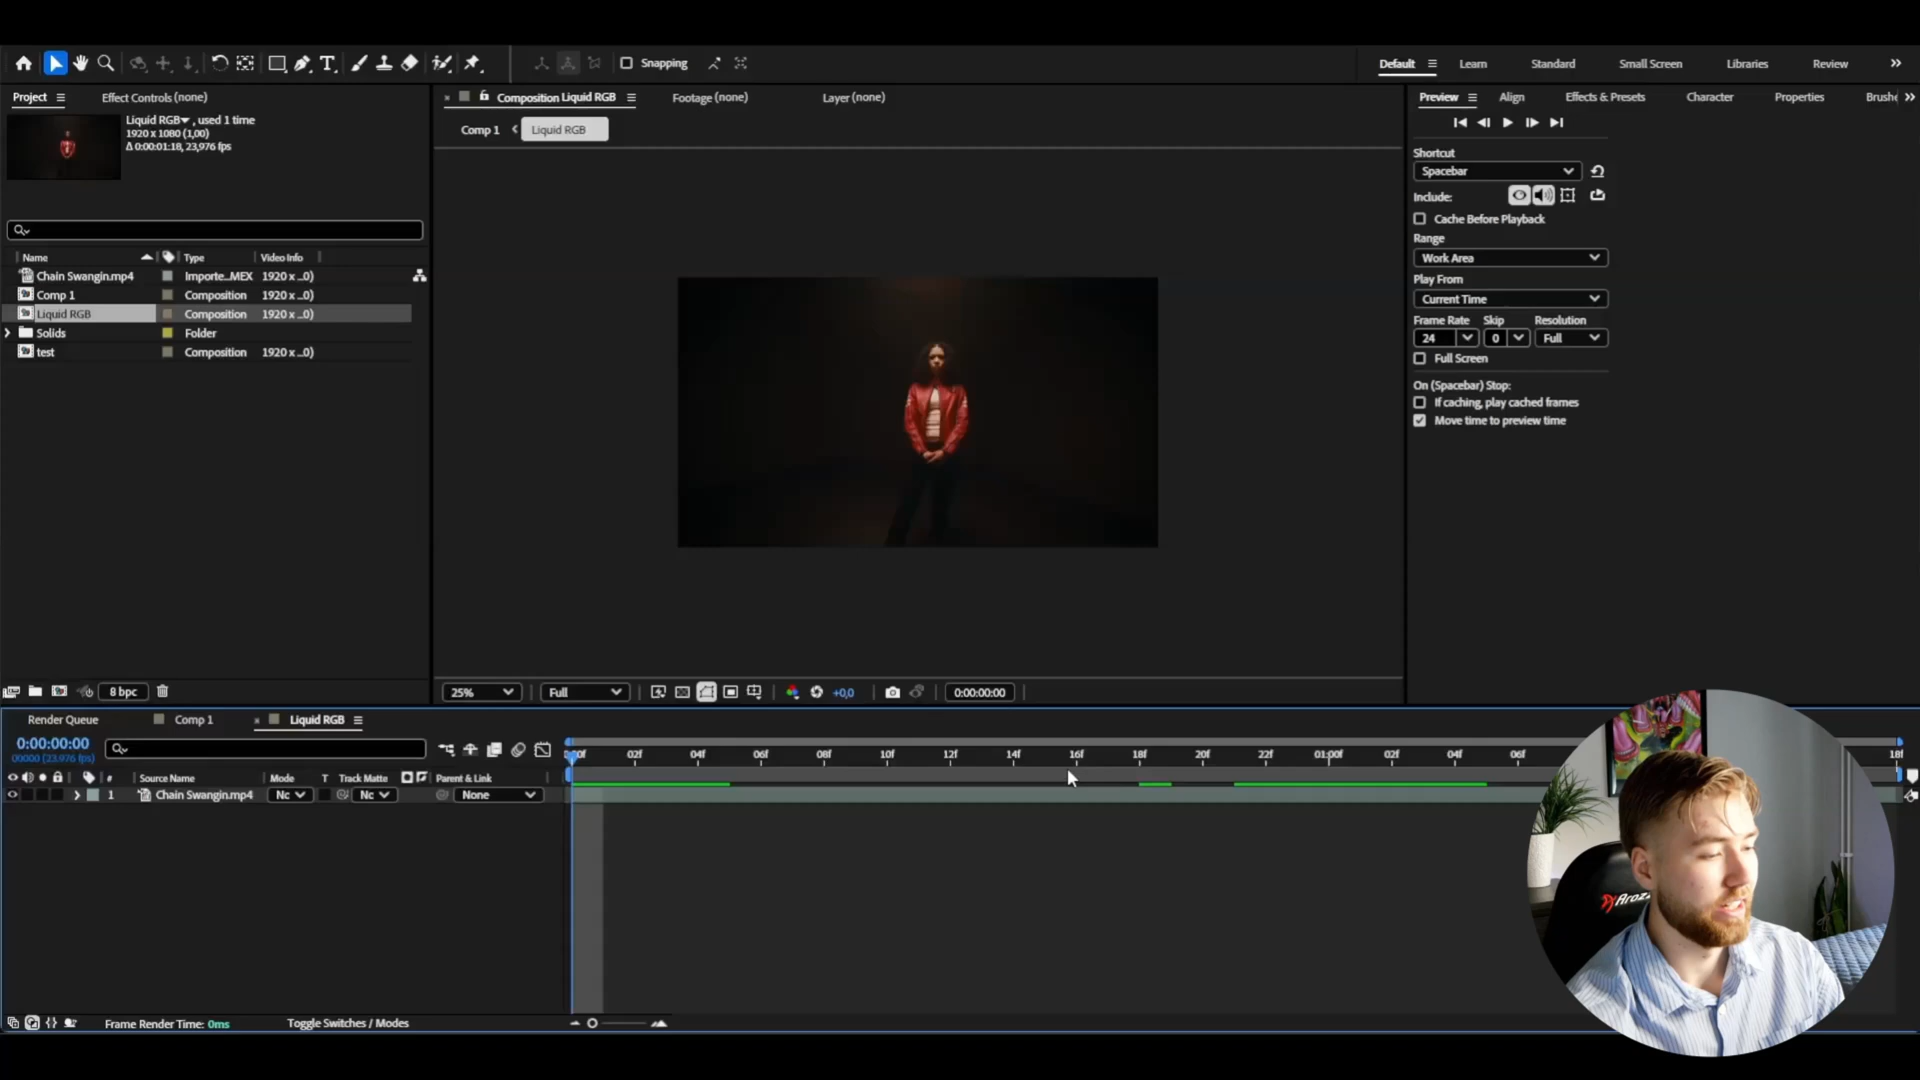 Snapping
Default
Learn
Standard
Small Screen
Libraries
Review
Project
Effect Controls (none)
Composition Liquid RGB
Footage (none)
Layer (none)
Preview
Align
Effects & Presets
Character
Properties
Brushe
Liquid RGB , used 1 time
1920 x 1080 (1,00)
Δ 0:00:01:18, 23,976 fps
Comp 1
Liquid RGB
Shortcut
Spacebar
Include:
Cache Before Playback
Range
Work Area
Play From
Current Time
Frame Rate Skip Resolution
24 0 Full
Full Screen
On (Spacebar) Stop:
If caching, play cached frames
Move time to preview time
Name Type Video Info
Chain Swangin.mp4 Importe...MEX 1920 x ...0)
Comp 1 Composition 1920 x ...0)
Liquid RGB Composition 1920 x ...0)
Solids Folder
test Composition 1920 x ...0)
8 bpc
25% Full +0,0 0:00:00:00
Render Queue Comp 1 Liquid RGB
0:00:00:00
00000 (23.976 fps)
02f 04f 06f 08f 10f 12f 14f 16f 18f 20f 22f 01:00f 02f 04f 06f 18f
# Source Name Mode T Track Matte Parent & Link
1 Chain Swangin.mp4 Nc Nc None
Frame Render Time: 0ms Toggle Switches / Modes